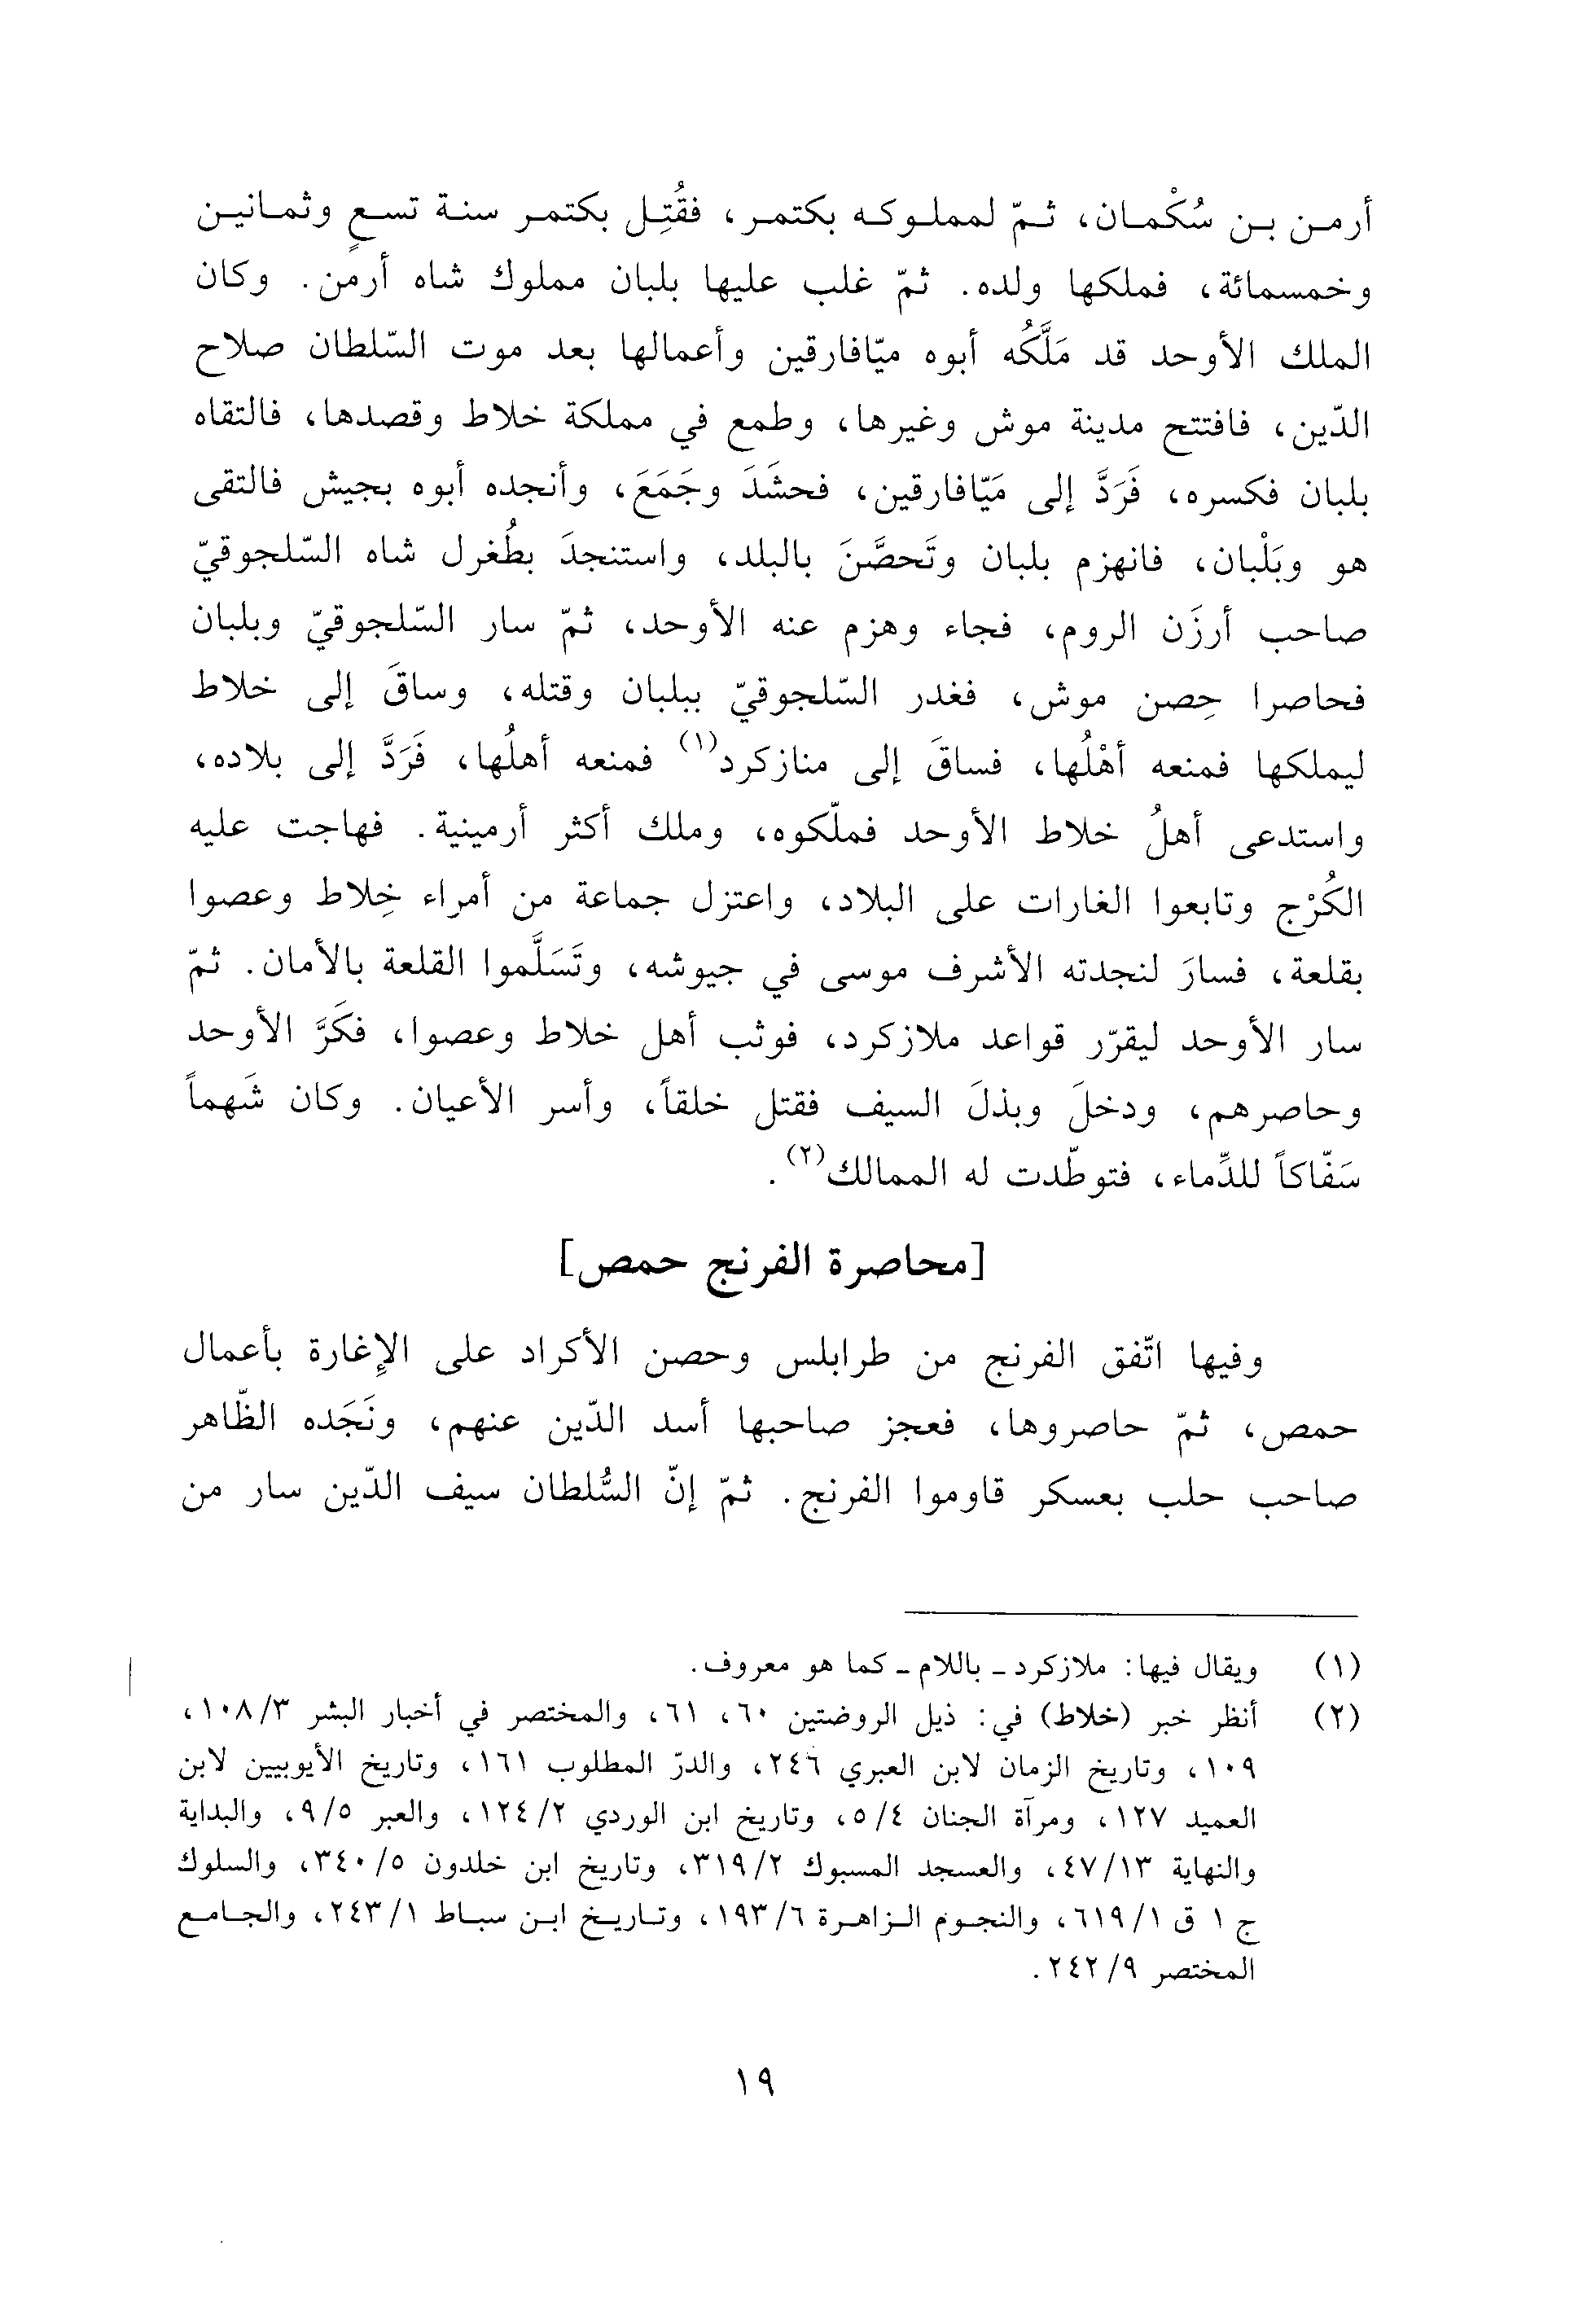 أرمن بن سُكْمان، ثمّ لمملوكه بكتمر، فقُتِل بكتمر سنة تسعٍ وثمانين
وخمسمائة، فملكها ولده. ثمّ غلب عليها بلبان مملوك شاه أرمن. وكان
الملك الأوحد قد مَلَّكُه أبوه ميّافارقين وأعمالها بعد موت السّلطان صلاح
الدّين، فافتتح مدينة موش وغيرها، وطمع في مملكة خلاط وقصدها، فالتقاه
بلبان فكسره، فَرَدَّ إلى مَيّافارقين، فحشَدَ وجَمَعَ، وأنجده أبوه بجيش فالتقى
هو وبَلْبان، فانهزم بلبان وتَحصَّنَ بالبلد، واستنجدَ بطُغرل شاه السّلجوقيّ
صاحب أرزَن الروم، فجاء وهزم عنه الأوحد، ثمّ سار السّلجوقيّ وبلبان
فحاصرا حِصن موش، فغدر السّلجوقيّ ببلبان وقتله، وساقَ إلى خلاط
ليملكها فمنعه أهْلُها، فساقَ إلى منازكرد(١) فمنعه أهلُها، فَرَدَّ إلى بلاده،
واستدعى أهلُ خلاط الأوحد فملّكوه، وملك أكثر أرمينية. فهاجت عليه
الكُرْج وتابعوا الغارات على البلاد، واعتزل جماعة من أمراء خِلاط وعصوا
بقلعة، فسارَ لنجدته الأشرف موسى في جيوشه، وتَسَلَّموا القلعة بالأمان. ثمّ
سار الأوحد ليقرّر قواعد ملازكرد، فوثب أهل خلاط وعصوا، فكَرَّ الأوحد
وحاصرهم، ودخلَ وبذلَ السيف فقتل خلقاً، وأسر الأعيان. وكان شَهماً
سَفّاكاً للدِّماء، فتوطّدت له الممالك(٢).
[محاصرة الفرنج حمص]
وفيها اتّفق الفرنج من طرابلس وحصن الأكراد على الإغارة بأعمال
حمص، ثمّ حاصروها، فعجز صاحبها أسد الدّين عنهم، ونَجَده الظّاهر
صاحب حلب بعسكر قاوموا الفرنج. ثمّ إنّ السُّلطان سيف الدّين سار من
(١) ويقال فيها: ملازكرد ـ باللام ـ كما هو معروف.
(٢) أنظر خبر (خلاط) في: ذيل الروضتين ٦٠، ٦١، والمختصر في أخبار البشر ٣/١٠٨،
١٠٩، وتاريخ الزمان لابن العبري ٢٤٦، والدرّ المطلوب ١٦١، وتاريخ الأيوبيين لابن
العميد ١٢٧، ومرآة الجنان ٤/٥، وتاريخ ابن الوردي ٢/١٢٤، والعبر ٥/٩، والبداية
والنهاية ١٣/٤٧، والعسجد المسبوك ٢/٣١٩، وتاريخ ابن خلدون ٥/٣٤٠، والسلوك
ج ١ ق ١/٦١٩، والنجوم الزاهرة ٦/١٩٣، وتاريخ ابن سباط ١/٢٤٣، والجامع
المختصر ٩/٢٤٢.
١٩